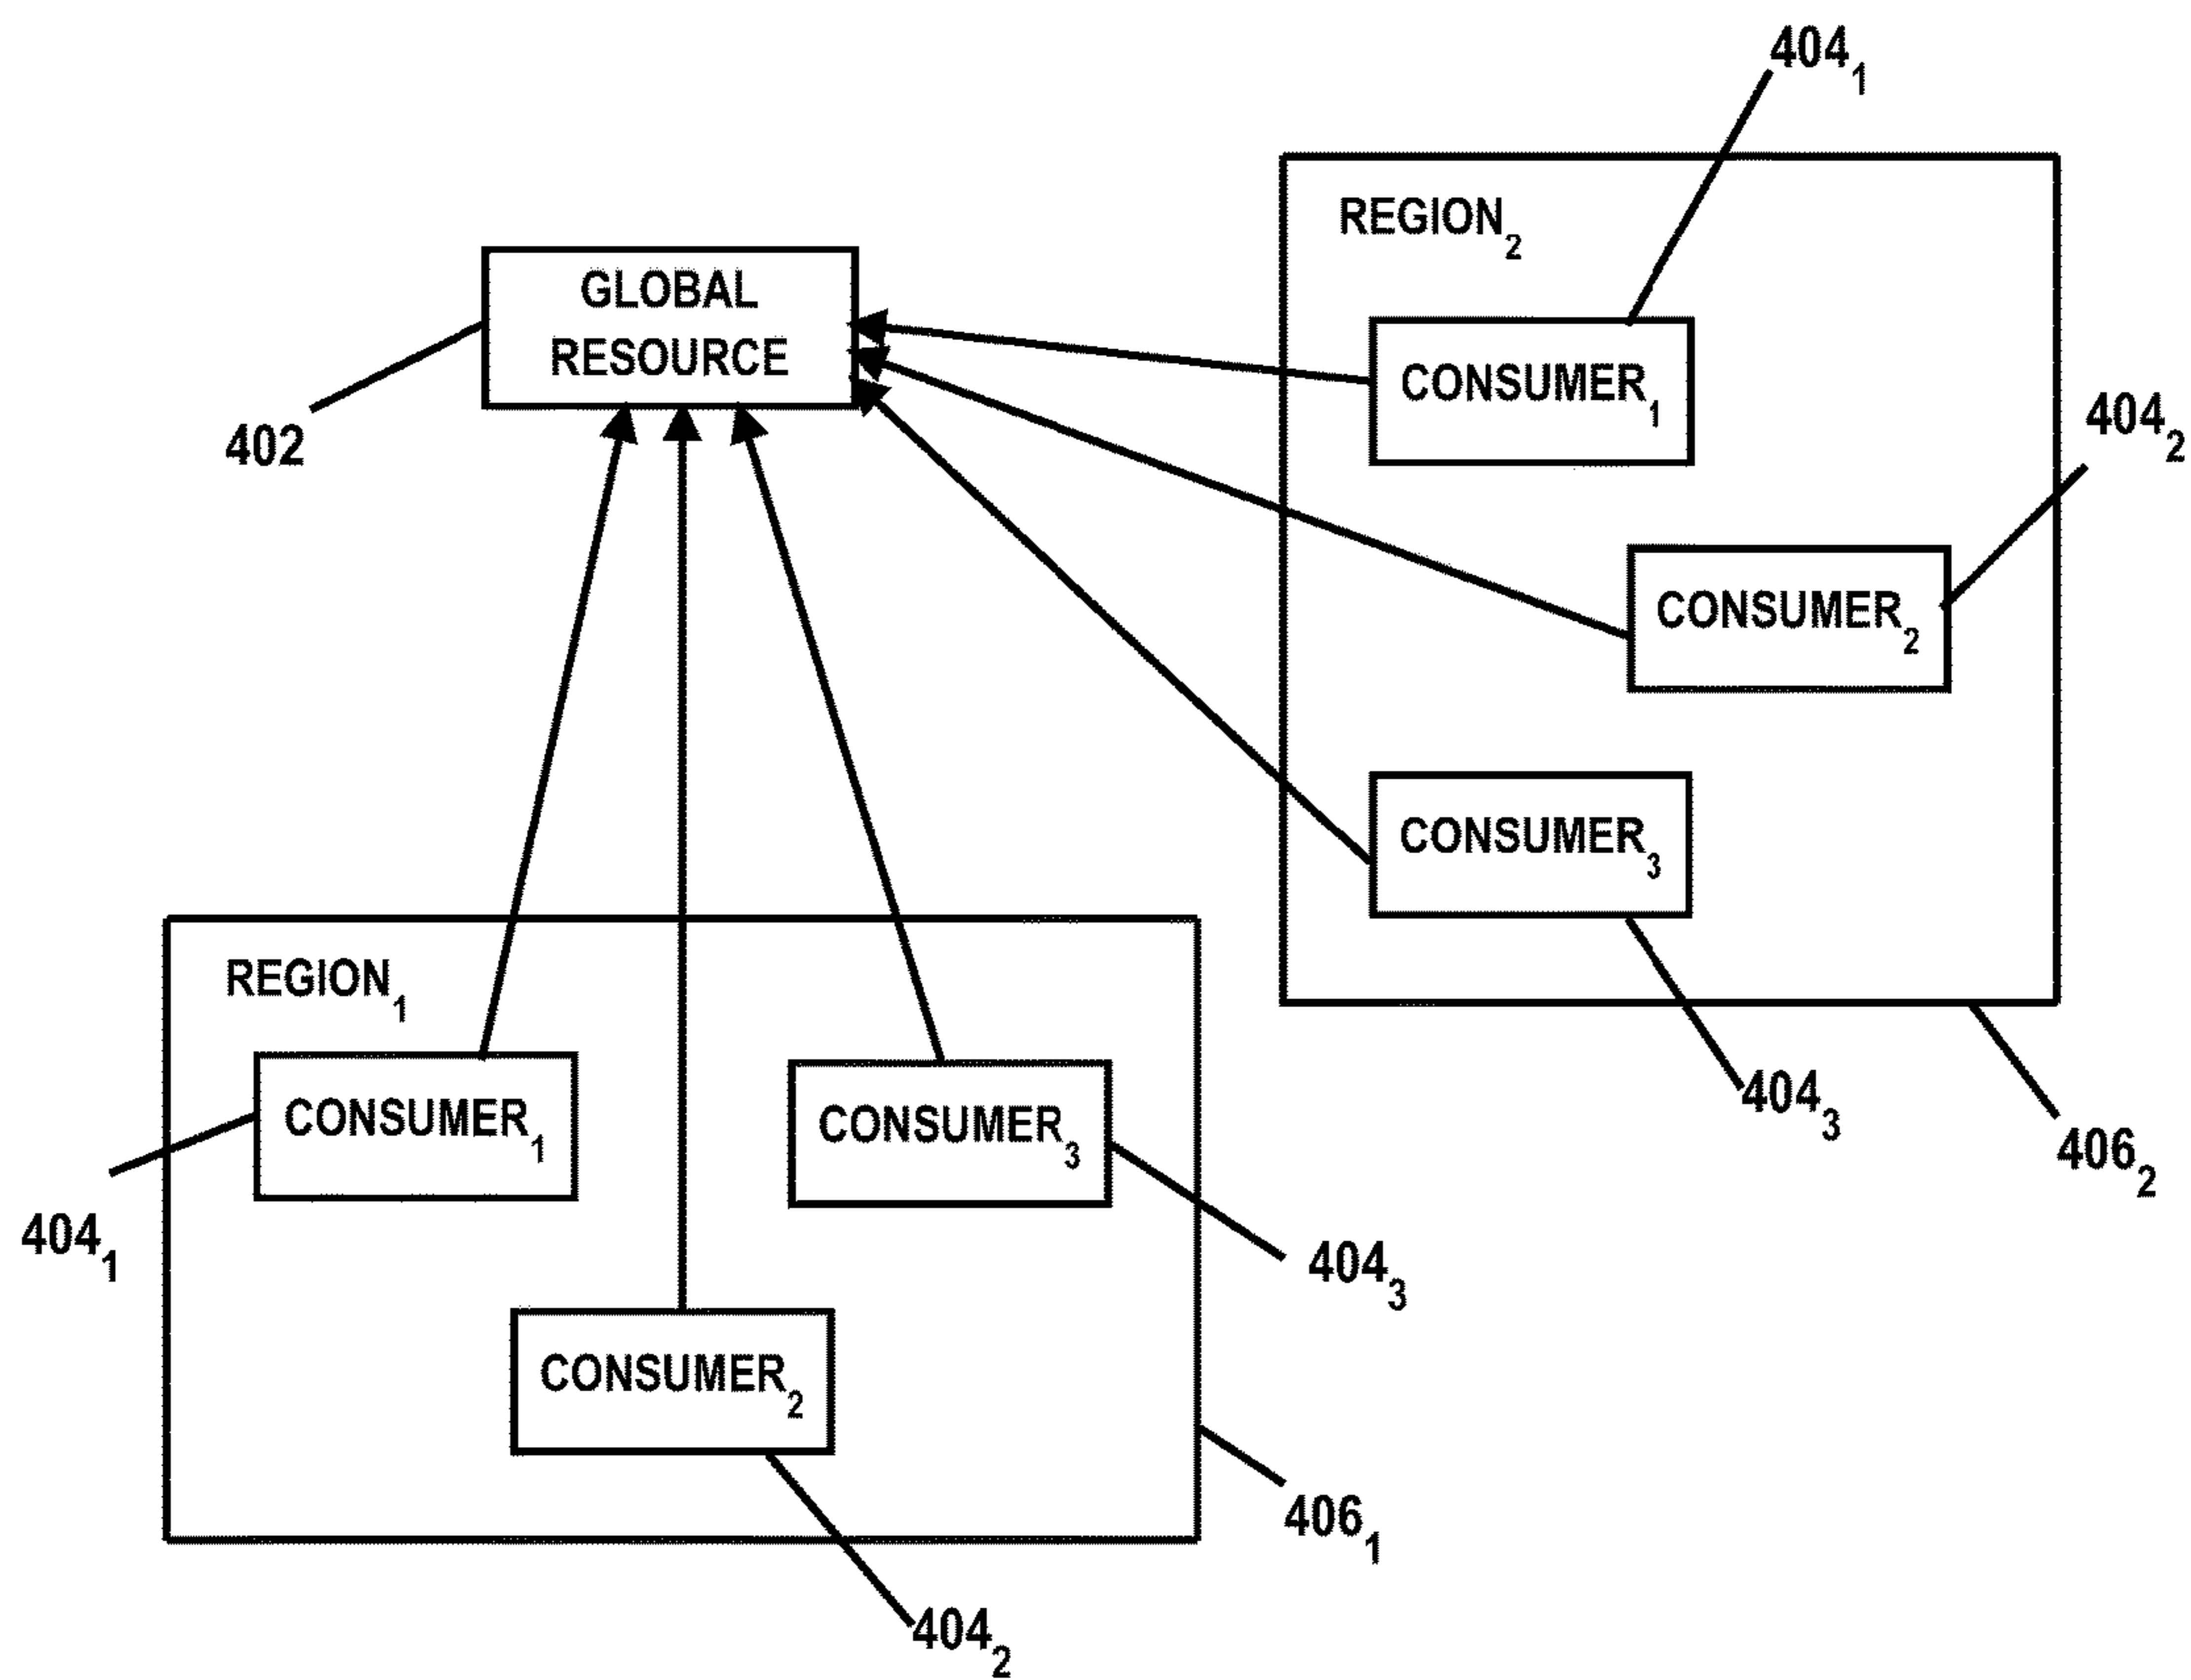 404₁
REGION₂
GLOBAL
RESOURCE
CONSUMER₁
402
404₂
CONSUMER₂
CONSUMER₃
REGION₁
404₃
406₂
CONSUMER₁
CONSUMER₃
404₁
404₃
CONSUMER₂
406₁
404₂